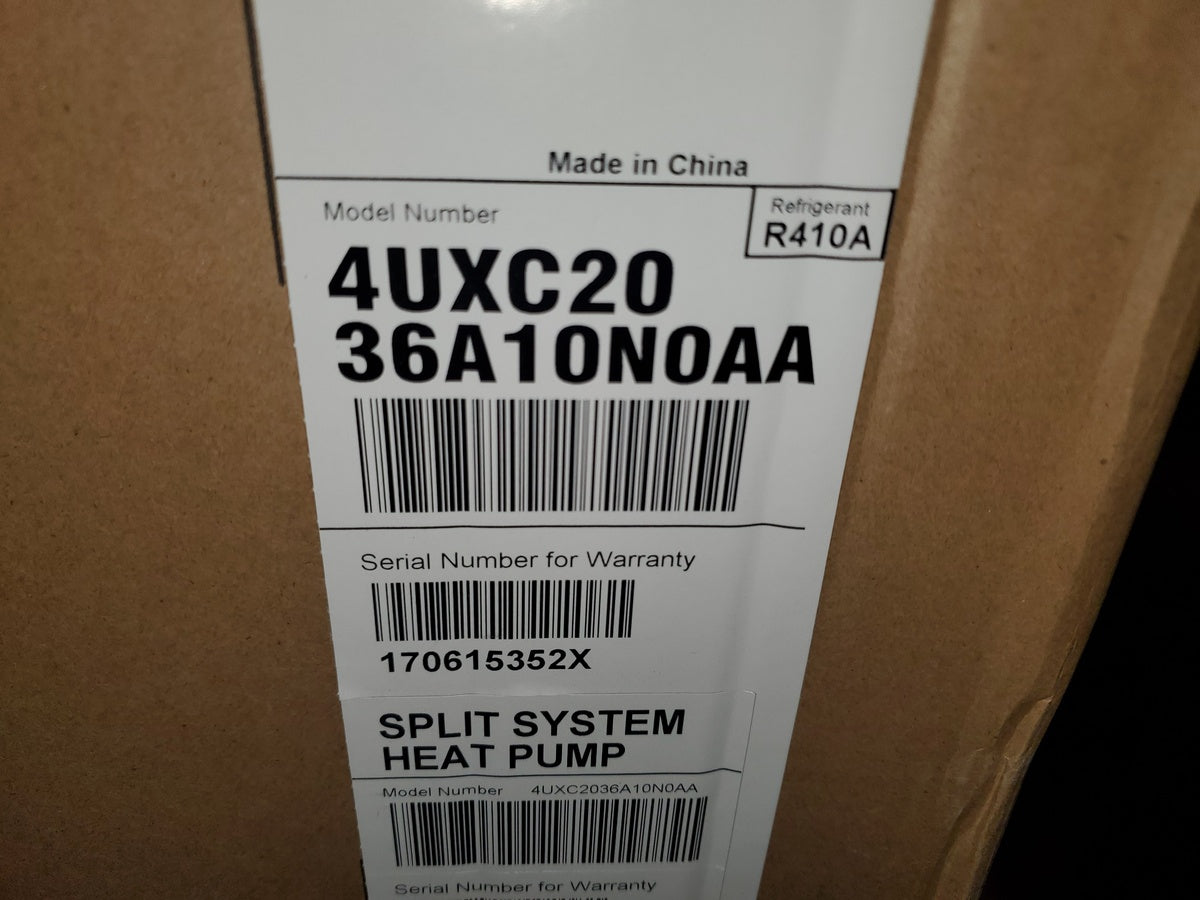 Made in China
Model Number
Refrigerant
R410A
4UXC20
36A10N0AA
Serial Number for Warranty
170615352X
SPLIT SYSTEM
HEAT PUMP
Model Number 4UXC2036A10N0AA
Serial Number for Warranty